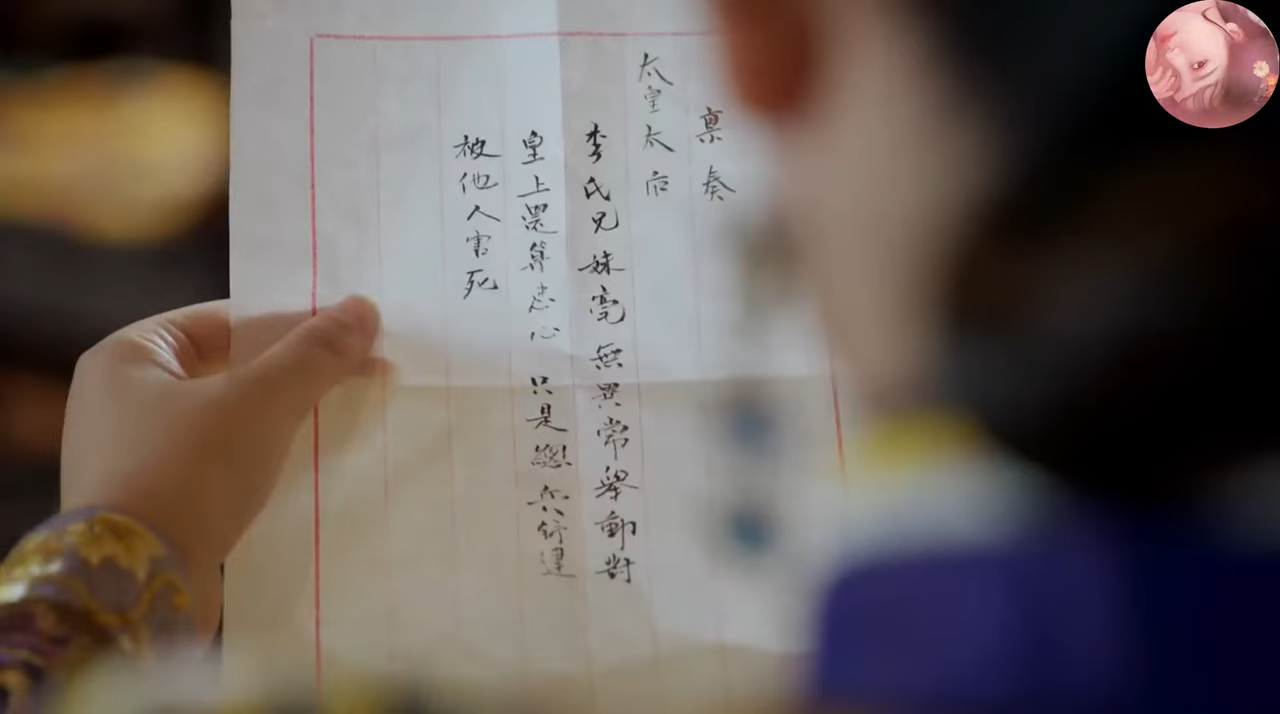 稟奏
太皇太后
李氏兄妹竟無異常舉動對
皇上還算忠心只是總
被他人害死